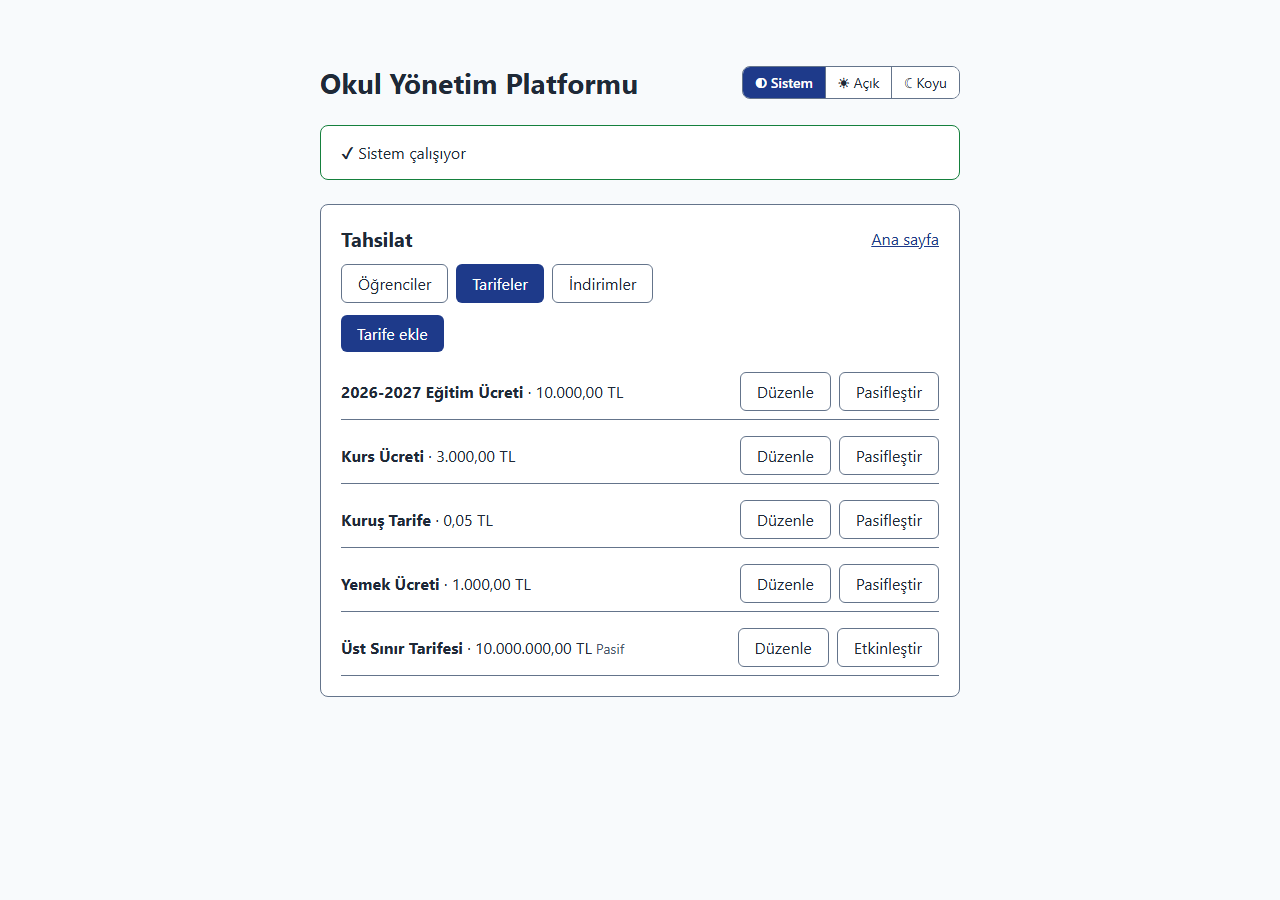 Okul Yönetim Platformu
◐ Sistem ☀ Açık ☾ Koyu
✓ Sistem çalışıyor
Tahsilat Ana sayfa
Öğrenciler Tarifeler İndirimler
Tarife ekle
2026-2027 Eğitim Ücreti · 10.000,00 TL Düzenle Pasifleştir
Kurs Ücreti · 3.000,00 TL Düzenle Pasifleştir
Kuruş Tarife · 0,05 TL Düzenle Pasifleştir
Yemek Ücreti · 1.000,00 TL Düzenle Pasifleştir
Üst Sınır Tarifesi · 10.000.000,00 TL Pasif Düzenle Etkinleştir